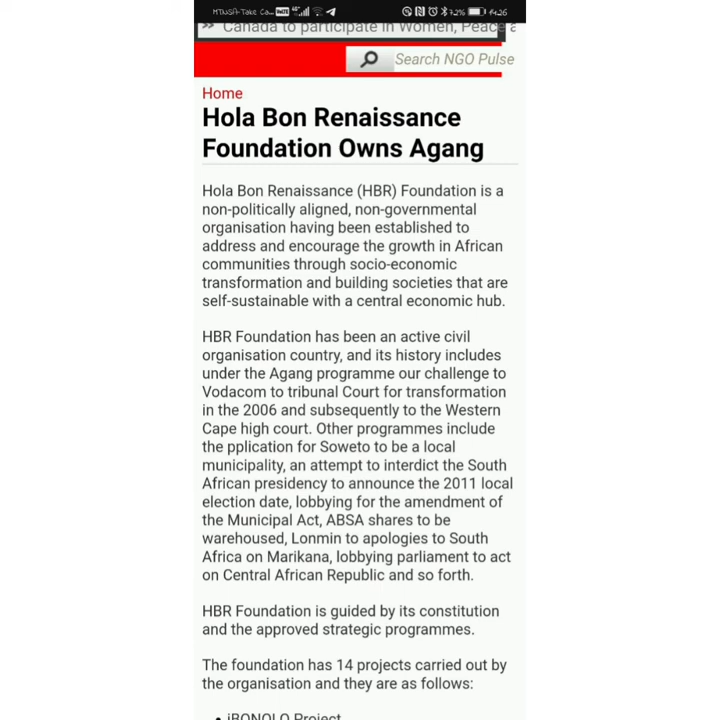 MTNSA-Take Ca...
72% 14:26
» Canada to participate in Women, Peace a
Search NGO Pulse
Home
Hola Bon Renaissance
Foundation Owns Agang
Hola Bon Renaissance (HBR) Foundation is a
non-politically aligned, non-governmental
organisation having been established to
address and encourage the growth in African
communities through socio-economic
transformation and building societies that are
self-sustainable with a central economic hub.
HBR Foundation has been an active civil
organisation country, and its history includes
under the Agang programme our challenge to
Vodacom to tribunal Court for transformation
in the 2006 and subsequently to the Western
Cape high court. Other programmes include
the pplication for Soweto to be a local
municipality, an attempt to interdict the South
African presidency to announce the 2011 local
election date, lobbying for the amendment of
the Municipal Act, ABSA shares to be
warehoused, Lonmin to apologies to South
Africa on Marikana, lobbying parliament to act
on Central African Republic and so forth.
HBR Foundation is guided by its constitution
and the approved strategic programmes.
The foundation has 14 projects carried out by
the organisation and they are as follows:
• iBONOLO Project